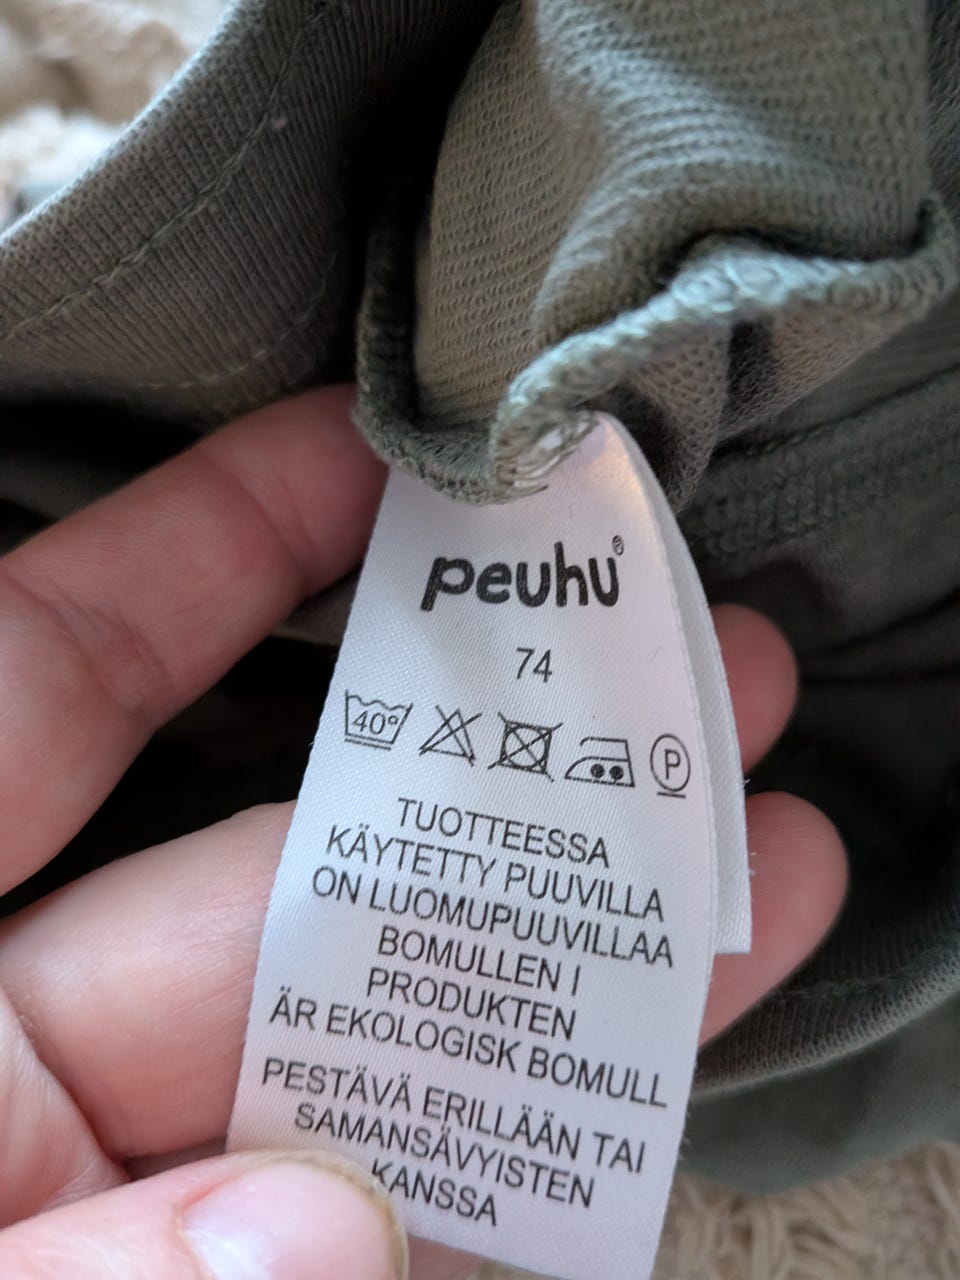 peuhu®
74
40°
P
TUOTTEESSA
KÄYTETTY PUUVILLA
ON LUOMUPUUVILLAA
BOMULLEN I
PRODUKTEN
ÄR EKOLOGISK BOMULL
PESTÄVÄ ERILLÄÄN TAI
SAMANSÄVYISTEN
KANSSA